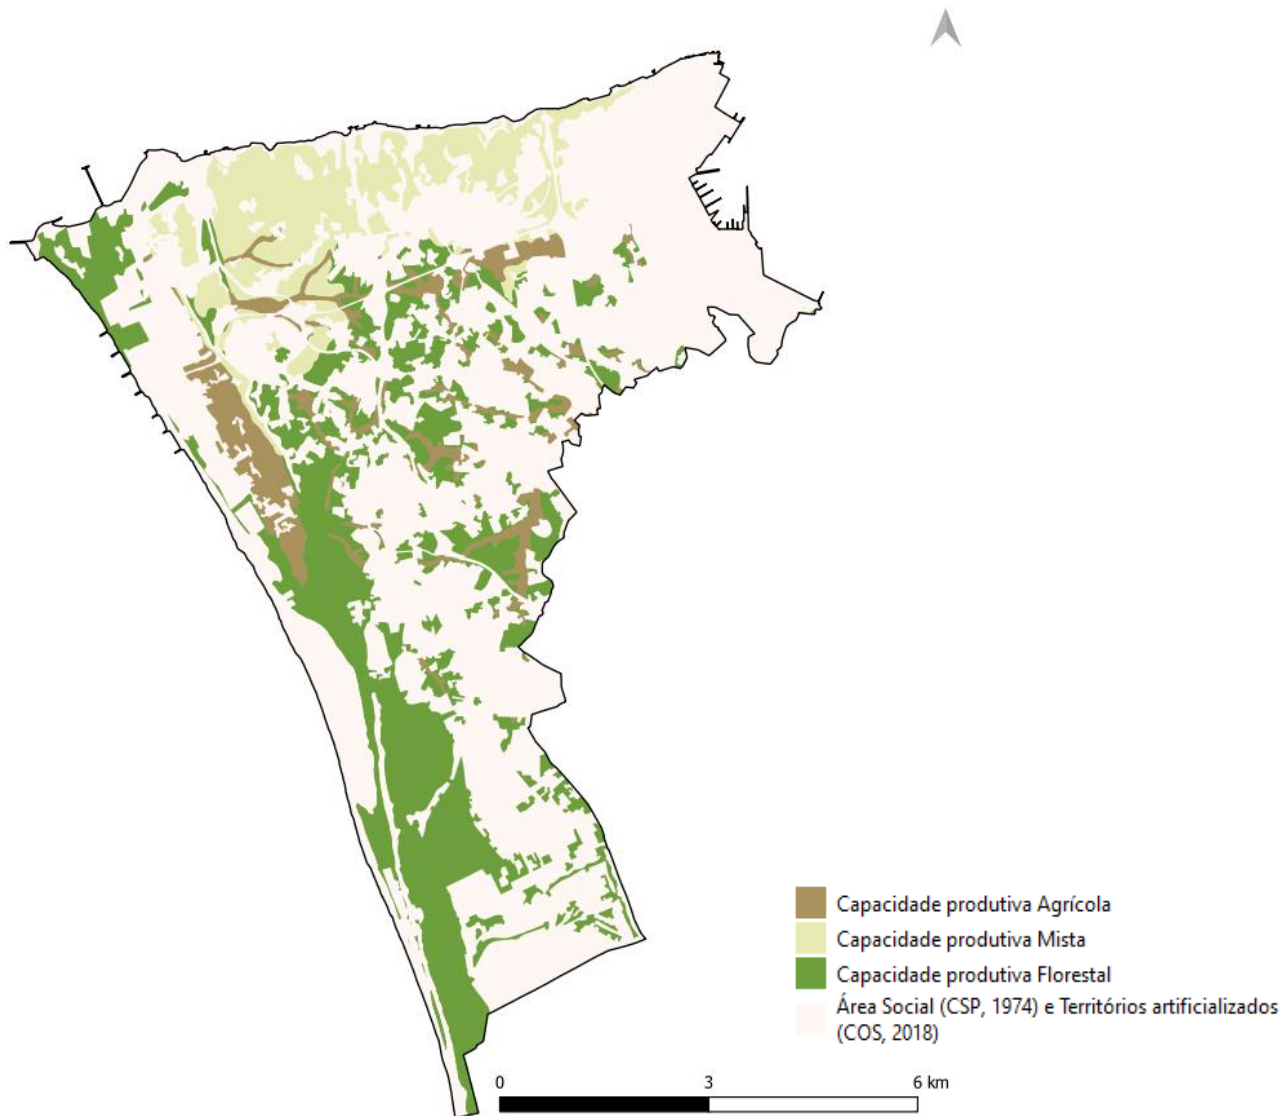 Capacidade produtiva Agrícola
Capacidade produtiva Mista
Capacidade produtiva Florestal
Área Social (CSP, 1974) e Territórios artificializados
(COS, 2018)
0 3 6 km